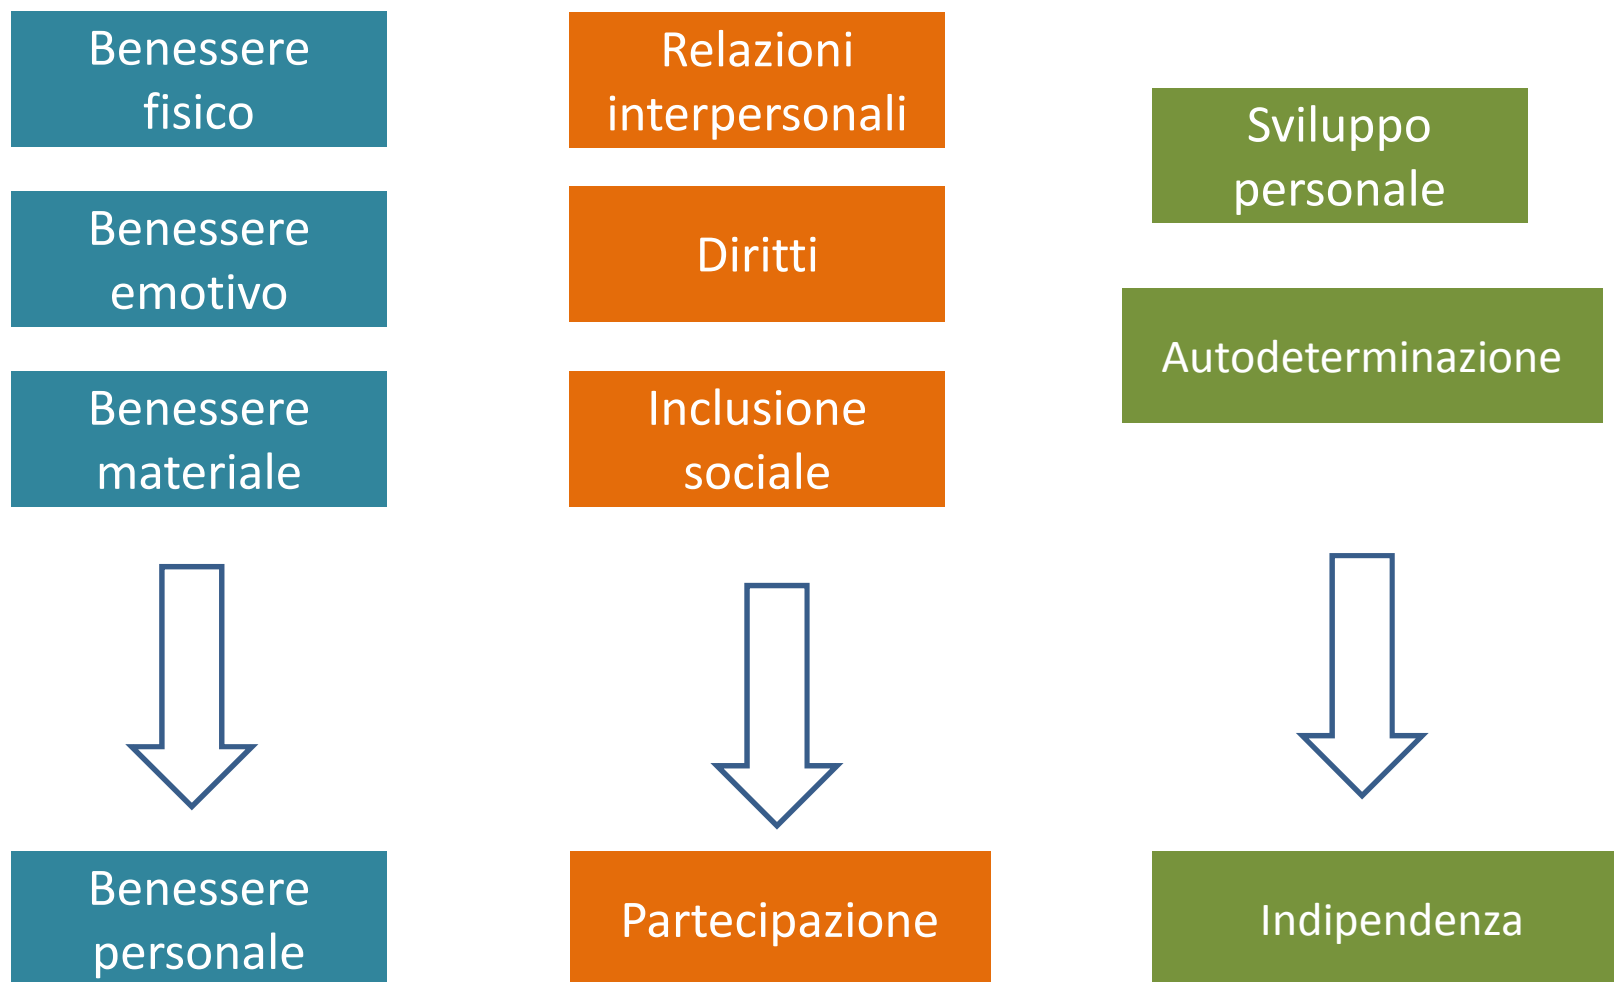 Benessere
fisico
Benessere
emotivo
Benessere
materiale
Benessere
personale
Relazioni
interpersonali
Diritti
Inclusione
sociale
Partecipazione
Sviluppo
personale
Autodeterminazione
Indipendenza